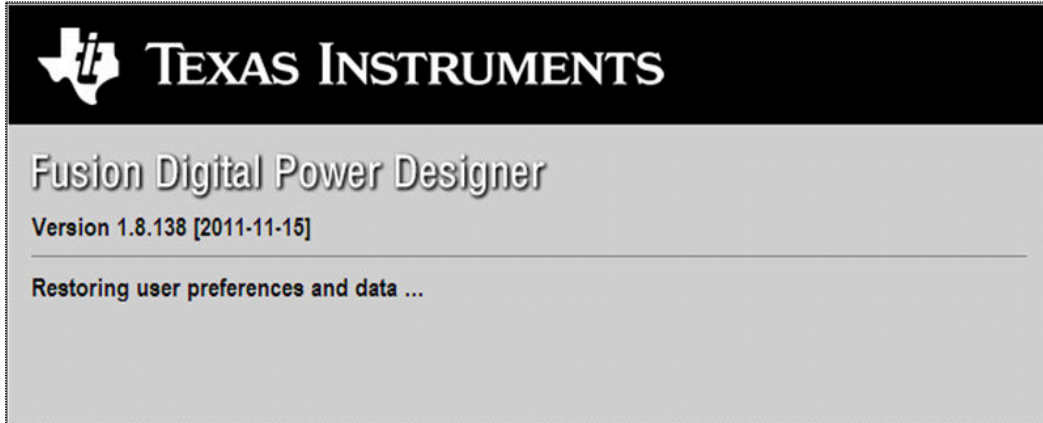 TEXAS INSTRUMENTS
Fusion Digital Power Designer
Version 1.8.138 [2011-11-15]
Restoring user preferences and data ...